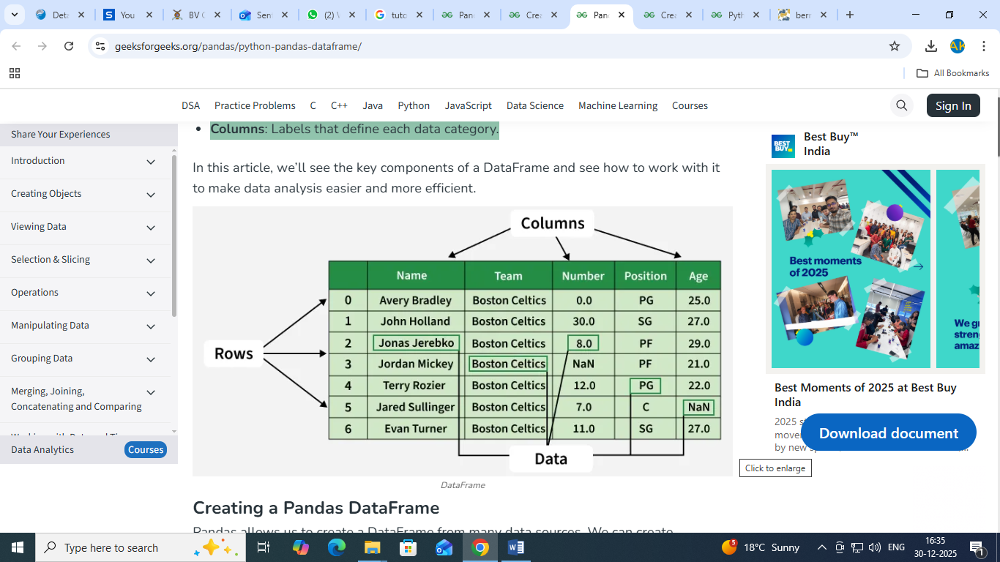 Deta
You
BV C
Sen
(2) V
tuto
Pan
Crea
Pan
Crea
Pyth
berr
geeksforgeeks.org/pandas/python-pandas-dataframe/
AK
All Bookmarks
DSA Practice Problems C C++ Java Python JavaScript Data Science Machine Learning Courses
Sign In
Share Your Experiences
Introduction
Creating Objects
Viewing Data
Selection & Slicing
Operations
Manipulating Data
Grouping Data
Merging, Joining,
Concatenating and Comparing
Data Analytics Courses
Columns: Labels that define each data category.
In this article, we’ll see the key components of a DataFrame and see how to work with it
to make data analysis easier and more efficient.
Columns
Name Team Number Position Age
0 Avery Bradley Boston Celtics 0.0 PG 25.0
1 John Holland Boston Celtics 30.0 SG 27.0
2 Jonas Jerebko Boston Celtics 8.0 PF 29.0
Rows
3 Jordan Mickey Boston Celtics NaN PF 21.0
4 Terry Rozier Boston Celtics 12.0 PG 22.0
5 Jared Sullinger Boston Celtics 7.0 C NaN
6 Evan Turner Boston Celtics 11.0 SG 27.0
Data
DataFrame
Creating a Pandas DataFrame
Pandas allows us to create a DataFrame from many data sources. We can create
BEST
BUY
Best Buy™
India
Best moments
of 2025
We gr
stren
amaz
Best Moments of 2025 at Best Buy
India
2025
by new
Download document
Click to enlarge
Type here to search
5
18°C Sunny
ENG
16:35
30-12-2025
1